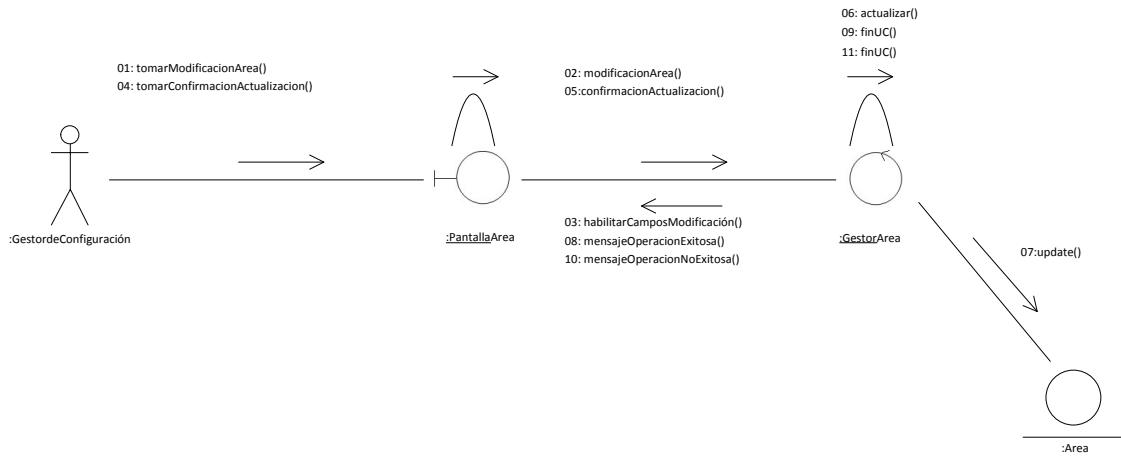 06: actualizar()
09: finUC()
11: finUC()
01: tomarModificacionArea()
04: tomarConfirmacionActualizacion()
02: modificacionArea()
05:confirmacionActualizacion()
:GestordeConfiguración
:PantallaArea
03: habilitarCamposModificación()
08: mensajeOperacionExitosa()
10: mensajeOperacionNoExitosa()
:GestorArea
07:update()
:Area